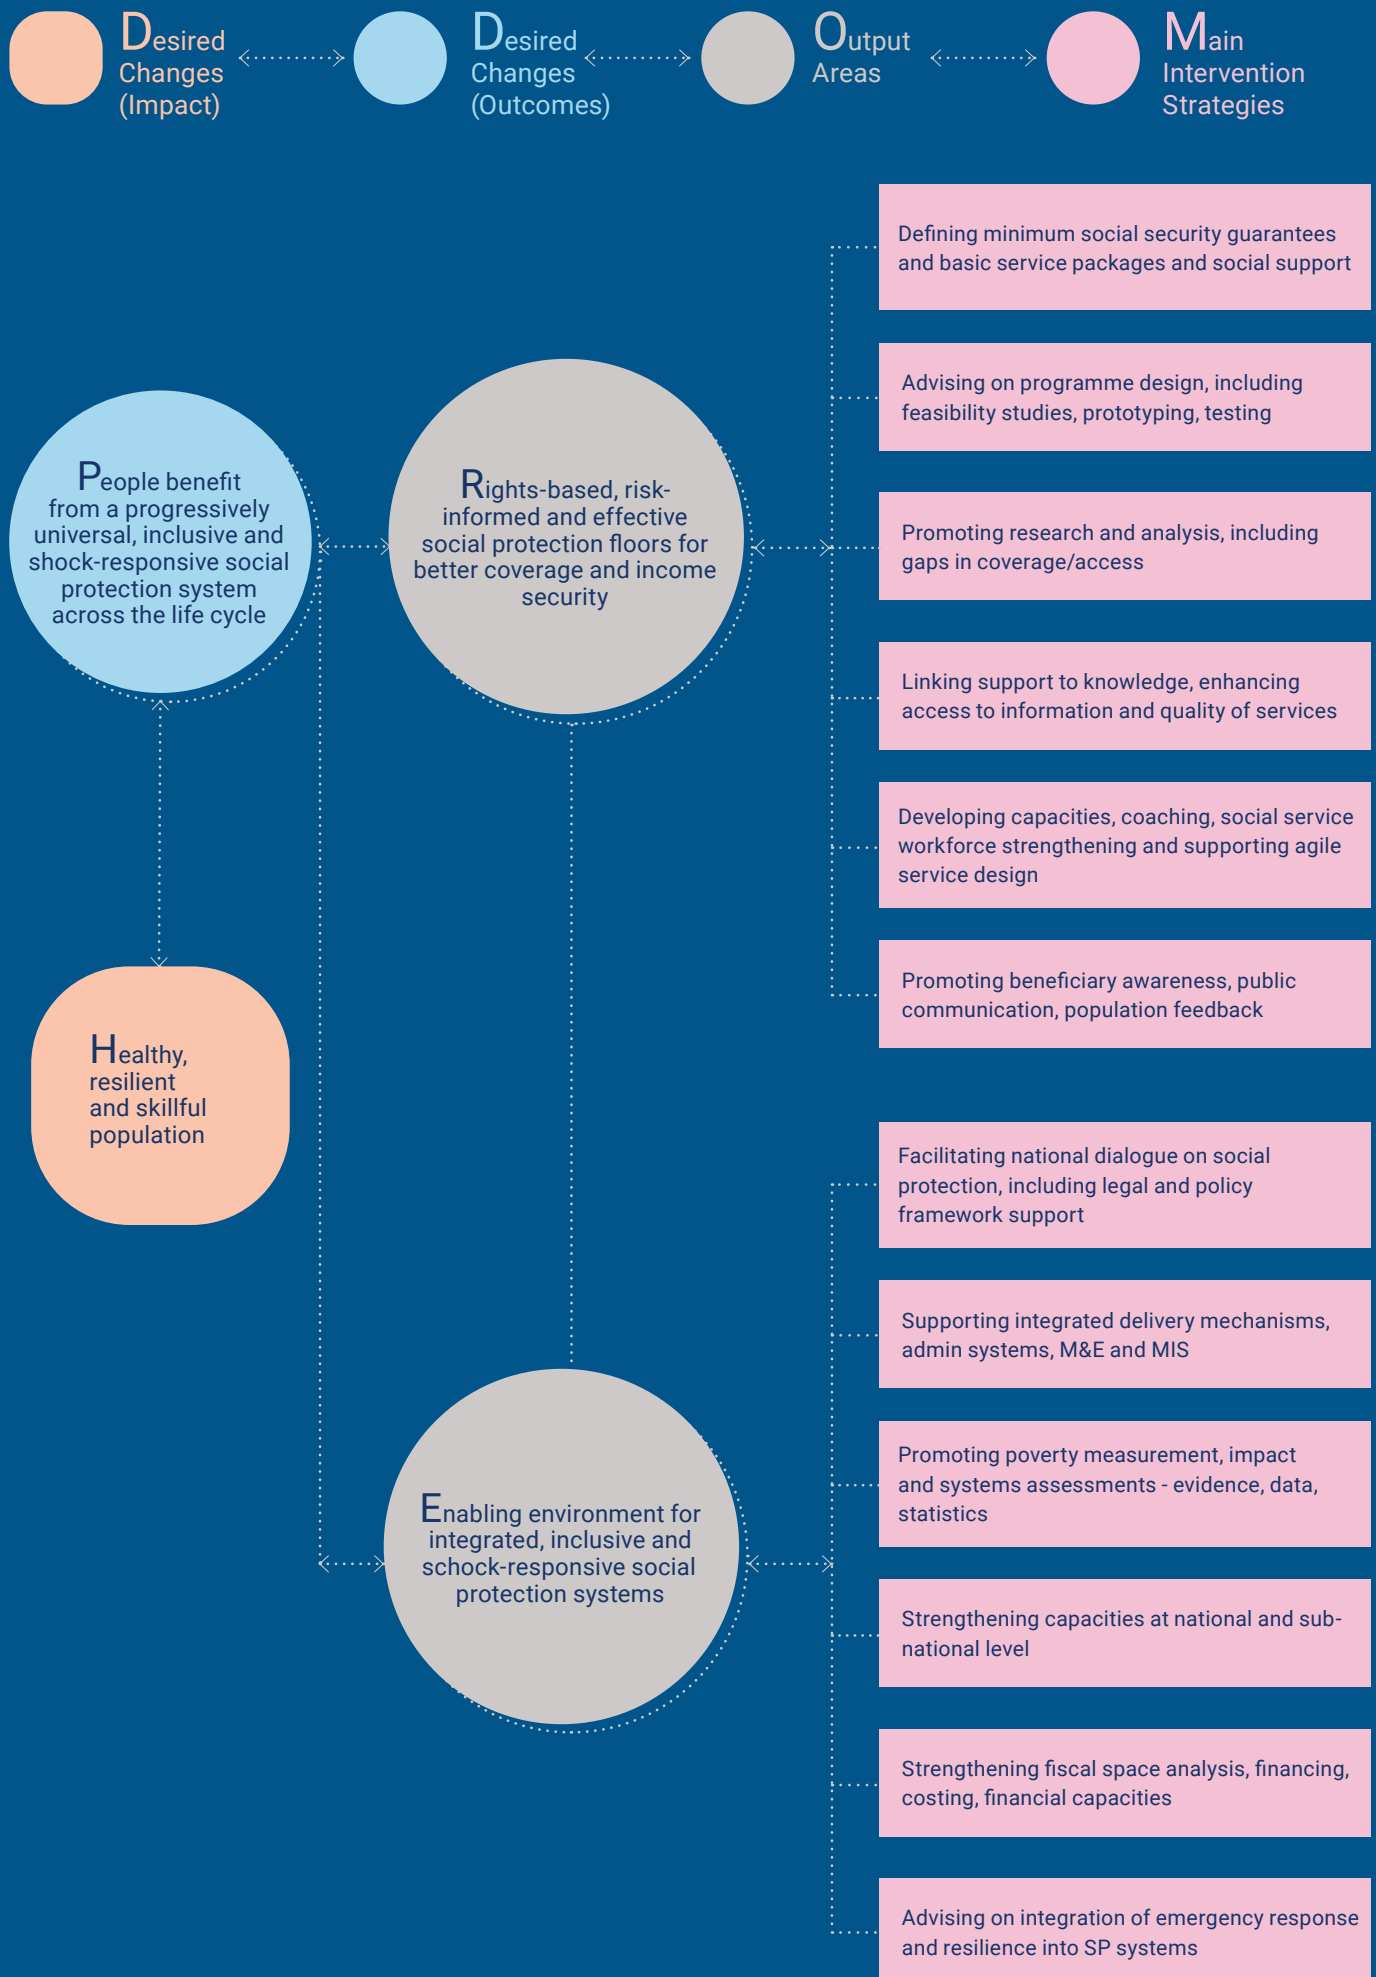 Desired
Changes
(Impact)
Desired
Changes
(Outcomes)
Output
Areas
Main
Intervention
Strategies
People benefit
from a progressively
universal, inclusive and
shock-responsive social
protection system
across the life cycle
Healthy,
resilient
and skillful
population
Rights-based, risk-
informed and effective
social protection floors for
better coverage and income
security
Defining minimum social security guarantees
and basic service packages and social support
Advising on programme design, including
feasibility studies, prototyping, testing
Promoting research and analysis, including
gaps in coverage/access
Linking support to knowledge, enhancing
access to information and quality of services
Developing capacities, coaching, social service
workforce strengthening and supporting agile
service design
Promoting beneficiary awareness, public
communication, population feedback
Enabling environment for
integrated, inclusive and
schock-responsive social
protection systems
Facilitating national dialogue on social
protection, including legal and policy
framework support
Supporting integrated delivery mechanisms,
admin systems, M&E and MIS
Promoting poverty measurement, impact
and systems assessments - evidence, data,
statistics
Strengthening capacities at national and sub-
national level
Strengthening fiscal space analysis, financing,
costing, financial capacities
Advising on integration of emergency response
and resilience into SP systems